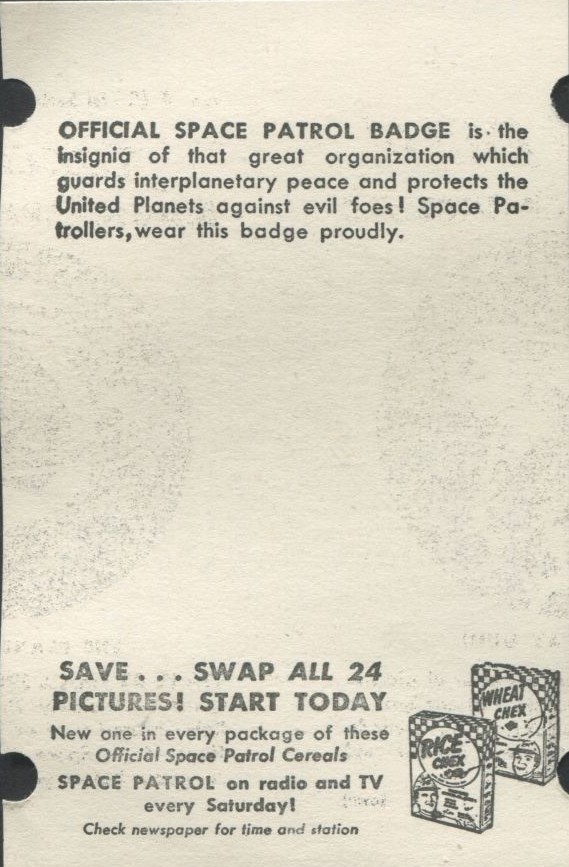 OFFICIAL SPACE PATROL BADGE is the
insignia of that great organization which
guards interplanetary peace and protects the
United Planets against evil foes! Space Pa-
trollers, wear this badge proudly.
SAVE . . . SWAP ALL 24
PICTURES! START TODAY
New one in every package of these
Official Space Patrol Cereals
SPACE PATROL on radio and TV
every Saturday!
Check newspaper for time and station
WHEAT
CHEX
RICE
CHEX